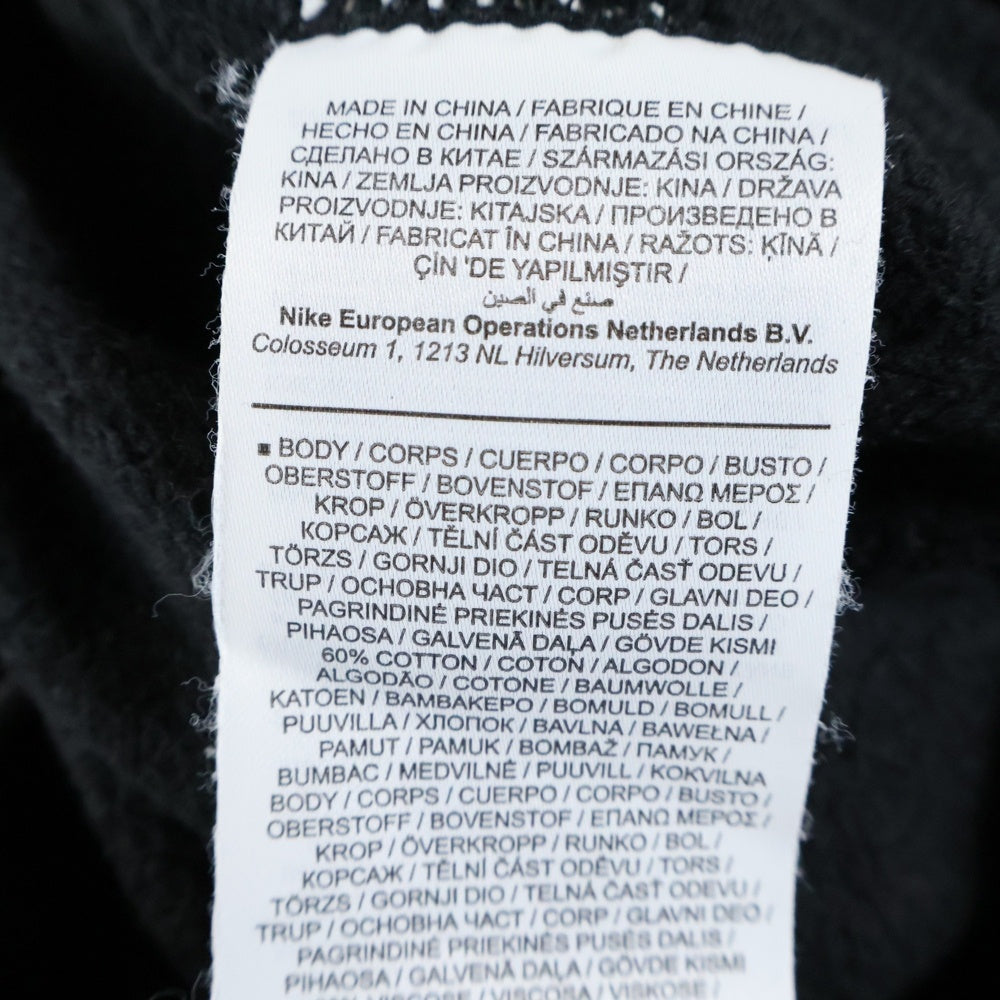 MADE IN CHINA / FABRIQUE EN CHINE /
HECHO EN CHINA / FABRICADO NA CHINA /
СДЕЛАНО В КИТАЕ / SZÁRMAZÁSI ORSZÁG:
KINA / ZEMLJA PROIZVODNJE: KINA / DRŽAVA
PROIZVODNJE: KITAJSKA / ПРОИЗВЕДЕНО В
КИТАЙ / FABRICAT ÎN CHINA / RAŽOTS: ĶĪNĀ /
ÇİN 'DE YAPILMIŞTIR /
صنع في الصين
Nike European Operations Netherlands B.V.
Colosseum 1, 1213 NL Hilversum, The Netherlands
BODY / CORPS / CUERPO / CORPO / BUSTO /
OBERSTOFF / BOVENSTOF / ΕΠΑΝΩ ΜΕΡΟΣ /
KROP / ÖVERKROPP / RUNKO / BOL /
КОРСАЖ / TĚLNÍ ČÁST ODĚVU / TORS /
TÖRZS / GORNJI DIO / TELNÁ ČASŤ ODEVU /
TRUP / ОСНОВНА ЧАСТ / CORP / GLAVNI DEO /
PAGRINDINĖ PRIEKINĖS PUSĖS DALIS /
PIHAOSA / GALVENĀ DAĻA / GÖVDE KISMI
60% COTTON / COTON / ALGODON /
ALGODÃO / COTONE / BAUMWOLLE /
KATOEN / ΒΑΜΒΑΚΕΡΟ / BOMULD / BOMULL /
PUUVILLA / ХЛОПОК / BAVLNA / BAWEŁNA /
PAMUT / PAMUK / BOMBAŽ / ПАМУК /
BUMBAC / MEDVILNĖ / PUUVILL / KOKVILNA
BODY / CORPS / CUERPO / CORPO / BUSTO /
OBERSTOFF / BOVENSTOF / ΕΠΑΝΩ ΜΕΡΟΣ /
KROP / ÖVERKROPP / RUNKO / BOL /
КОРСАЖ / TĚLNÍ ČÁST ODĚVU / TORS /
TÖRZS / GORNJI DIO / TELNÁ ČASŤ ODEVU /
TRUP / ОСНОВНА ЧАСТ / CORP / GLAVNI DEO /
PAGRINDINĖ PRIEKINĖS PUSĖS DALIS /
PIHAOSA / GALVENĀ DAĻA / GÖVDE KISMI
VISCOSE / VISCOSA / VISKOSE /